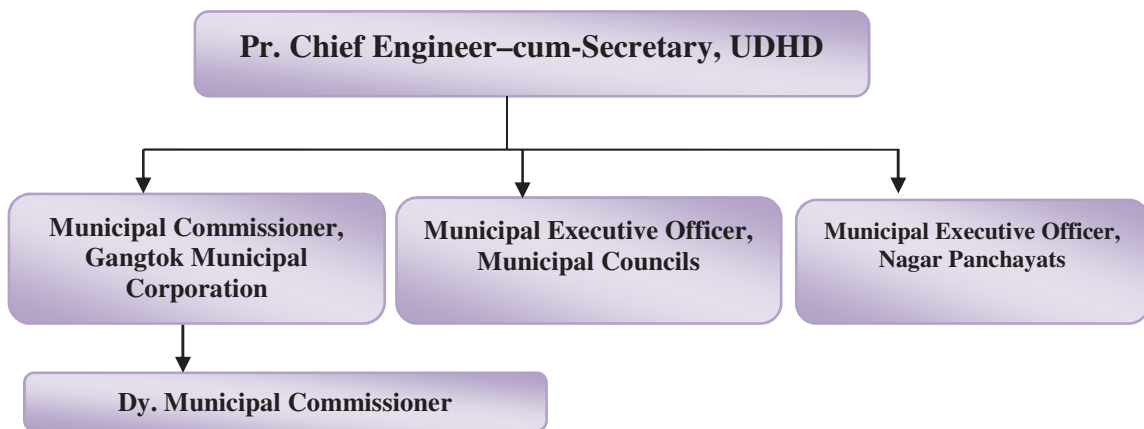 Pr. Chief Engineer–cum-Secretary, UDHD
Municipal Commissioner,
Gangtok Municipal
Corporation
Municipal Executive Officer,
Municipal Councils
Municipal Executive Officer,
Nagar Panchayats
Dy. Municipal Commissioner